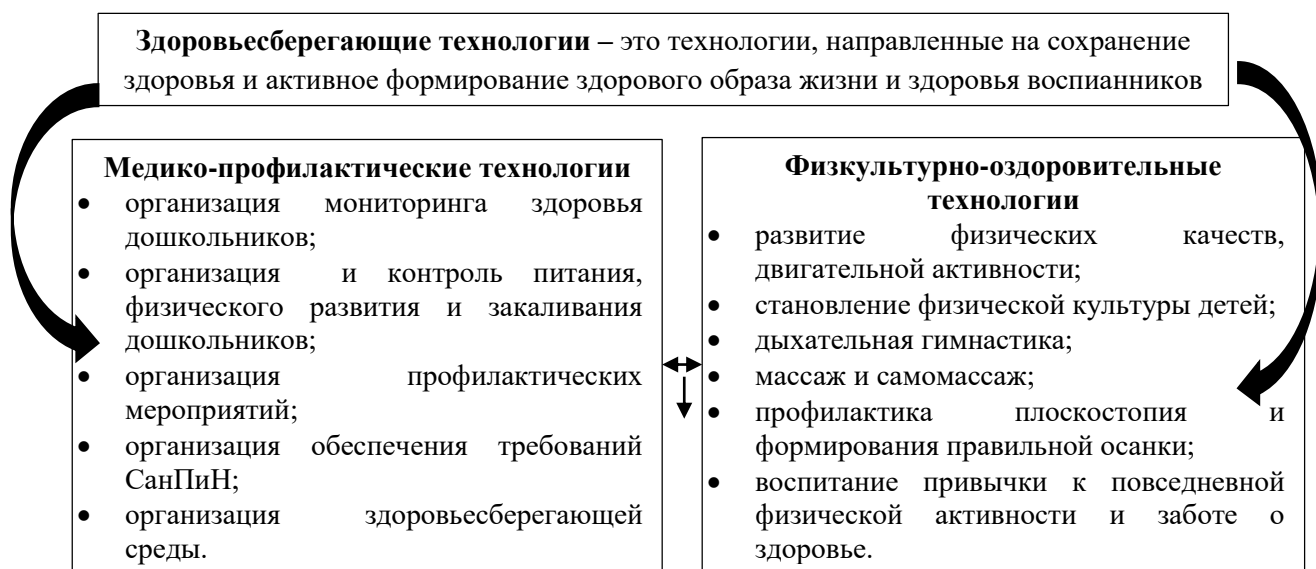 Здоровьесберегающие технологии – это технологии, направленные на сохранение
здоровья и активное формирование здорового образа жизни и здоровья воспианников
Медико-профилактические технологии
• организация мониторинга здоровья
дошкольников;
• организация и контроль питания,
физического развития и закаливания
дошкольников;
• организация профилактических
мероприятий;
• организация обеспечения требований
СанПиН;
• организация здоровьесберегающей
среды.
Физкультурно-оздоровительные
технологии
• развитие физических качеств,
двигательной активности;
• становление физической культуры детей;
• дыхательная гимнастика;
• массаж и самомассаж;
• профилактика плоскостопия и
формирования правильной осанки;
• воспитание привычки к повседневной
физической активности и заботе о
здоровье.